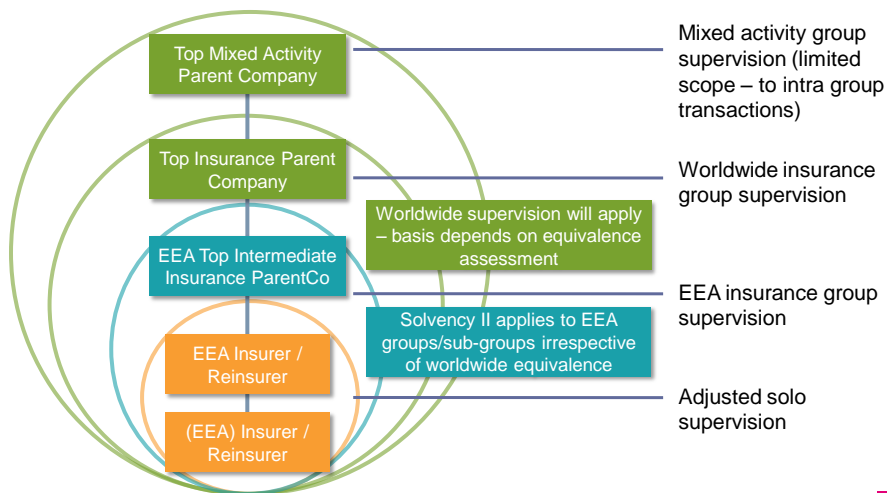 Top Mixed Activity
Parent Company
Mixed activity group
supervision (limited
scope – to intra group
transactions)
Top Insurance Parent
Company
Worldwide insurance
group supervision
Worldwide supervision will apply
– basis depends on equivalence
assessment
EEA Top Intermediate
Insurance ParentCo
EEA insurance group
supervision
Solvency II applies to EEA
groups/sub-groups irrespective
of worldwide equivalence
EEA Insurer /
Reinsurer
Adjusted solo
supervision
(EEA) Insurer /
Reinsurer